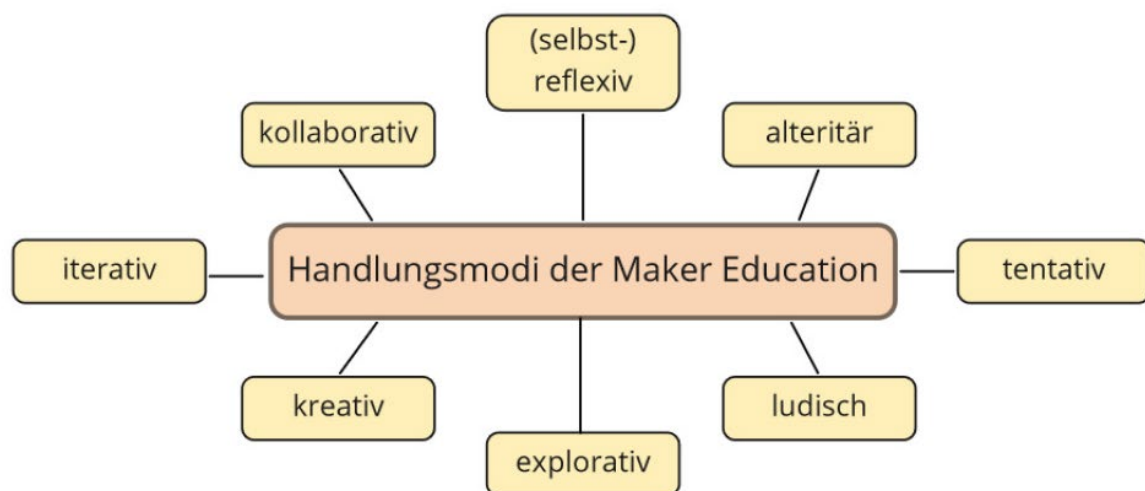 (selbst-)
reflexiv
kollaborativ
alteritär
iterativ
Handlungsmodi der Maker Education
tentativ
kreativ
ludisch
explorativ